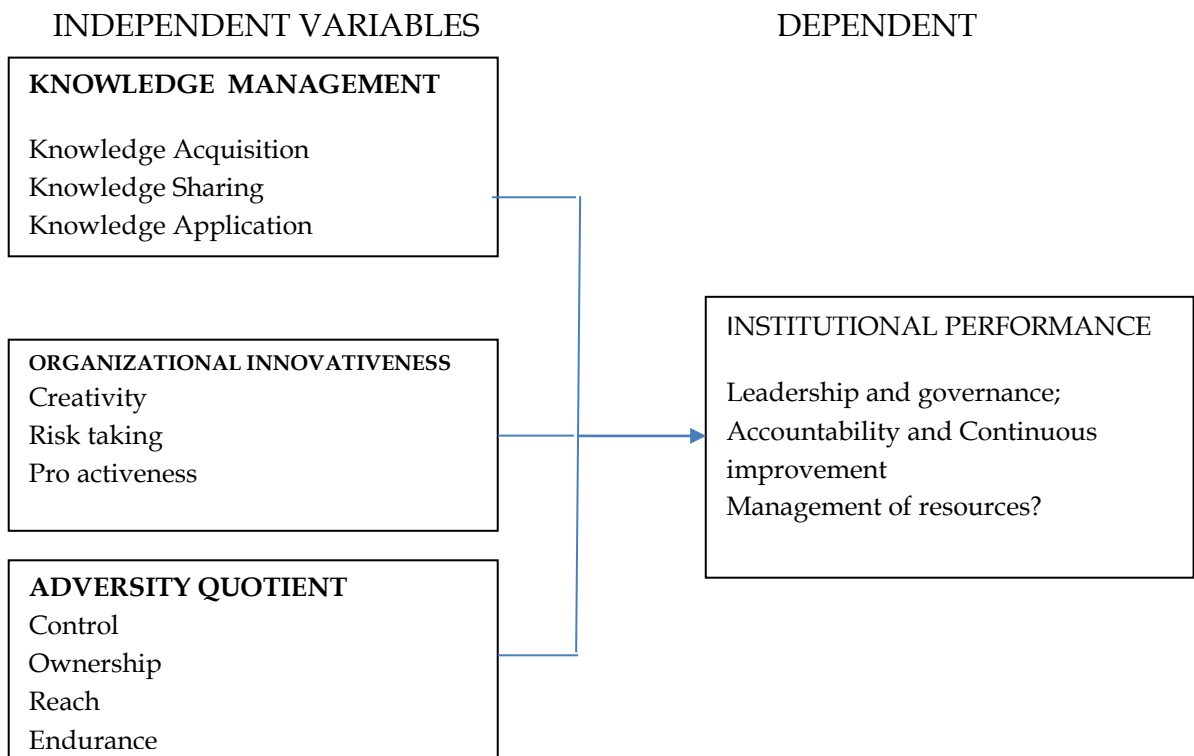 INDEPENDENT VARIABLES
DEPENDENT
KNOWLEDGE MANAGEMENT
Knowledge Acquisition
Knowledge Sharing
Knowledge Application
ORGANIZATIONAL INNOVATIVENESS
Creativity
Risk taking
Pro activeness
ADVERSITY QUOTIENT
Control
Ownership
Reach
Endurance
INSTITUTIONAL PERFORMANCE
Leadership and governance;
Accountability and Continuous
improvement
Management of resources?